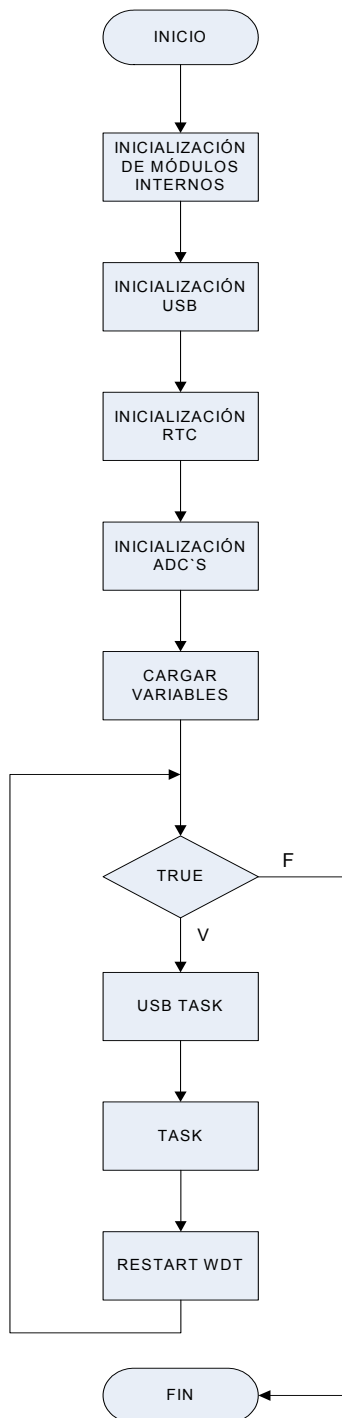 INICIO
INICIALIZACIÓN
DE MÓDULOS
INTERNOS
INICIALIZACIÓN
USB
INICIALIZACIÓN
RTC
INICIALIZACIÓN
ADC`S
CARGAR
VARIABLES
TRUE
F
V
USB TASK
TASK
RESTART WDT
FIN